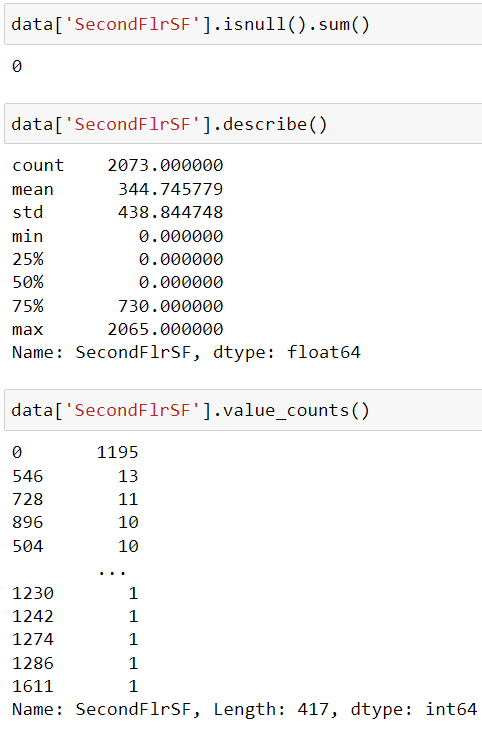 data['SecondFlrSF'].isnull().sum()
0
data['SecondFlrSF'].describe()
count    2073.000000
mean      344.745779
std       438.844748
min         0.000000
25%         0.000000
50%         0.000000
75%       730.000000
max      2065.000000
Name: SecondFlrSF, dtype: float64
data['SecondFlrSF'].value_counts()
0       1195
546       13
728       11
896       10
504       10
        ...
1230       1
1242       1
1274       1
1286       1
1611       1
Name: SecondFlrSF, Length: 417, dtype: int64